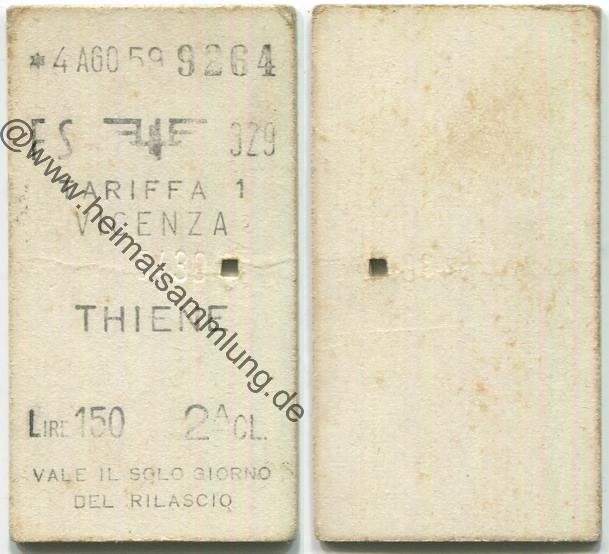 *4 AGO 59 9264
FS 329
TARIFFA 1
VICENZA
THIENE
LIRE 150 2A CL.
VALE IL SOLO GIORNO
DEL RILASCIO
@www.heimatsammlung.de